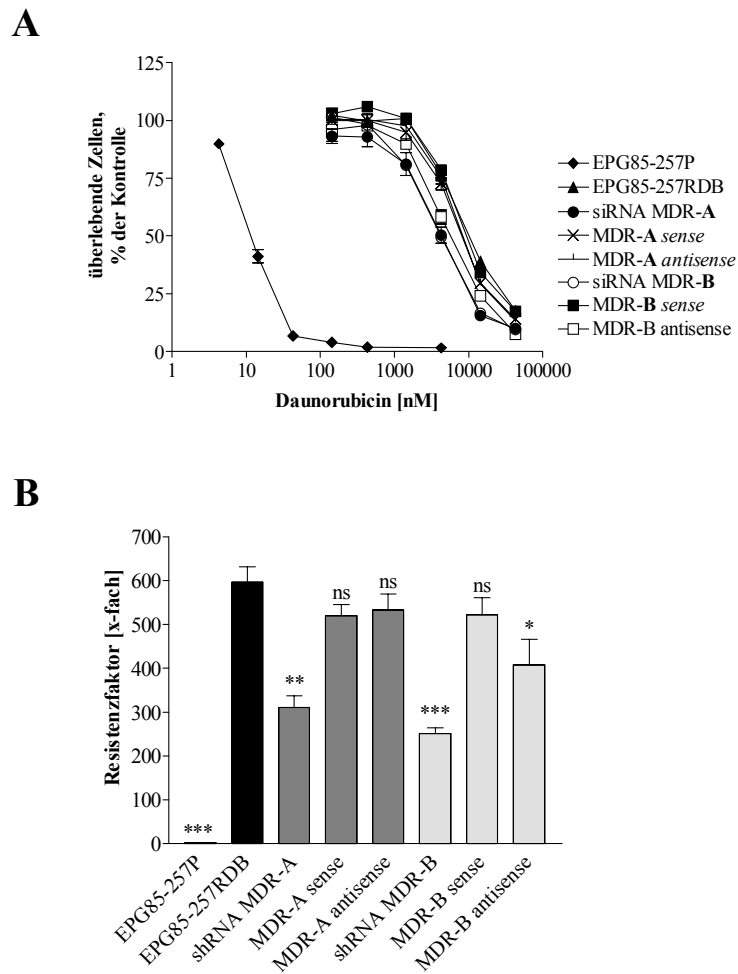 A
125
100
75
50
25
0
1 10 100 1000 10000 100000
überlebende Zellen,
% der Kontrolle
Daunorubicin [nM]
EPG85-257P
EPG85-257RDB
siRNA MDR-A
MDR-A sense
MDR-A antisense
siRNA MDR-B
MDR-B sense
MDR-B antisense
B
700
600
500
400
300
200
100
0
Resistenzfaktor [x-fach]
***
**
ns
ns
***
ns
*
EPG85-257P
EPG85-257RDB
shRNA MDR-A
MDR-A sense
MDR-A antisense
shRNA MDR-B
MDR-B sense
MDR-B antisense